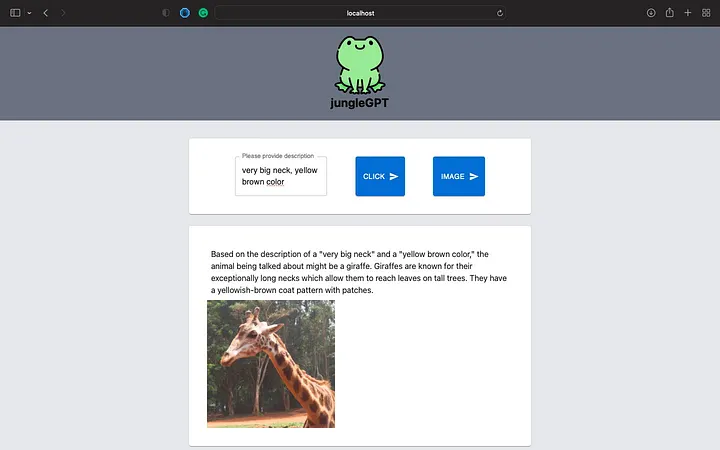 localhost
jungleGPT
Please provide description
very big neck, yellow
brown color
CLICK
IMAGE
Based on the description of a "very big neck" and a "yellow brown color," the
animal being talked about might be a giraffe. Giraffes are known for their
exceptionally long necks which allow them to reach leaves on tall trees. They have
a yellowish-brown coat pattern with patches.